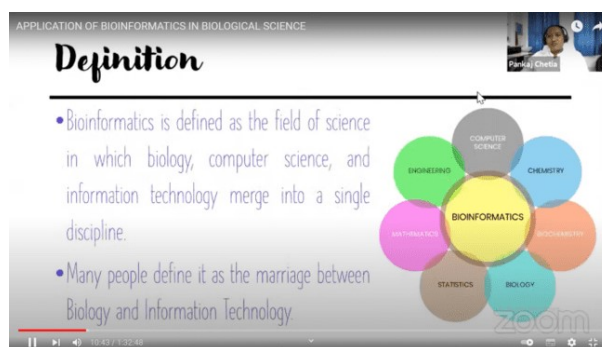 APPLICATION OF BIOINFORMATICS IN BIOLOGICAL SCIENCE
Definition
Pankaj Chetia
•Bioinformatics is defined as the field of science
in which biology, computer science, and
information technology merge into a single
discipline.
•Many people define it as the marriage between
Biology and Information Technology.
COMPUTER
SCIENCE
ENGINEERING
CHEMISTRY
BIOINFORMATICS
MATHEMATICS
BIOCHEMISTRY
STATISTICS
BIOLOGY
zoom
10:43 / 1:32:48